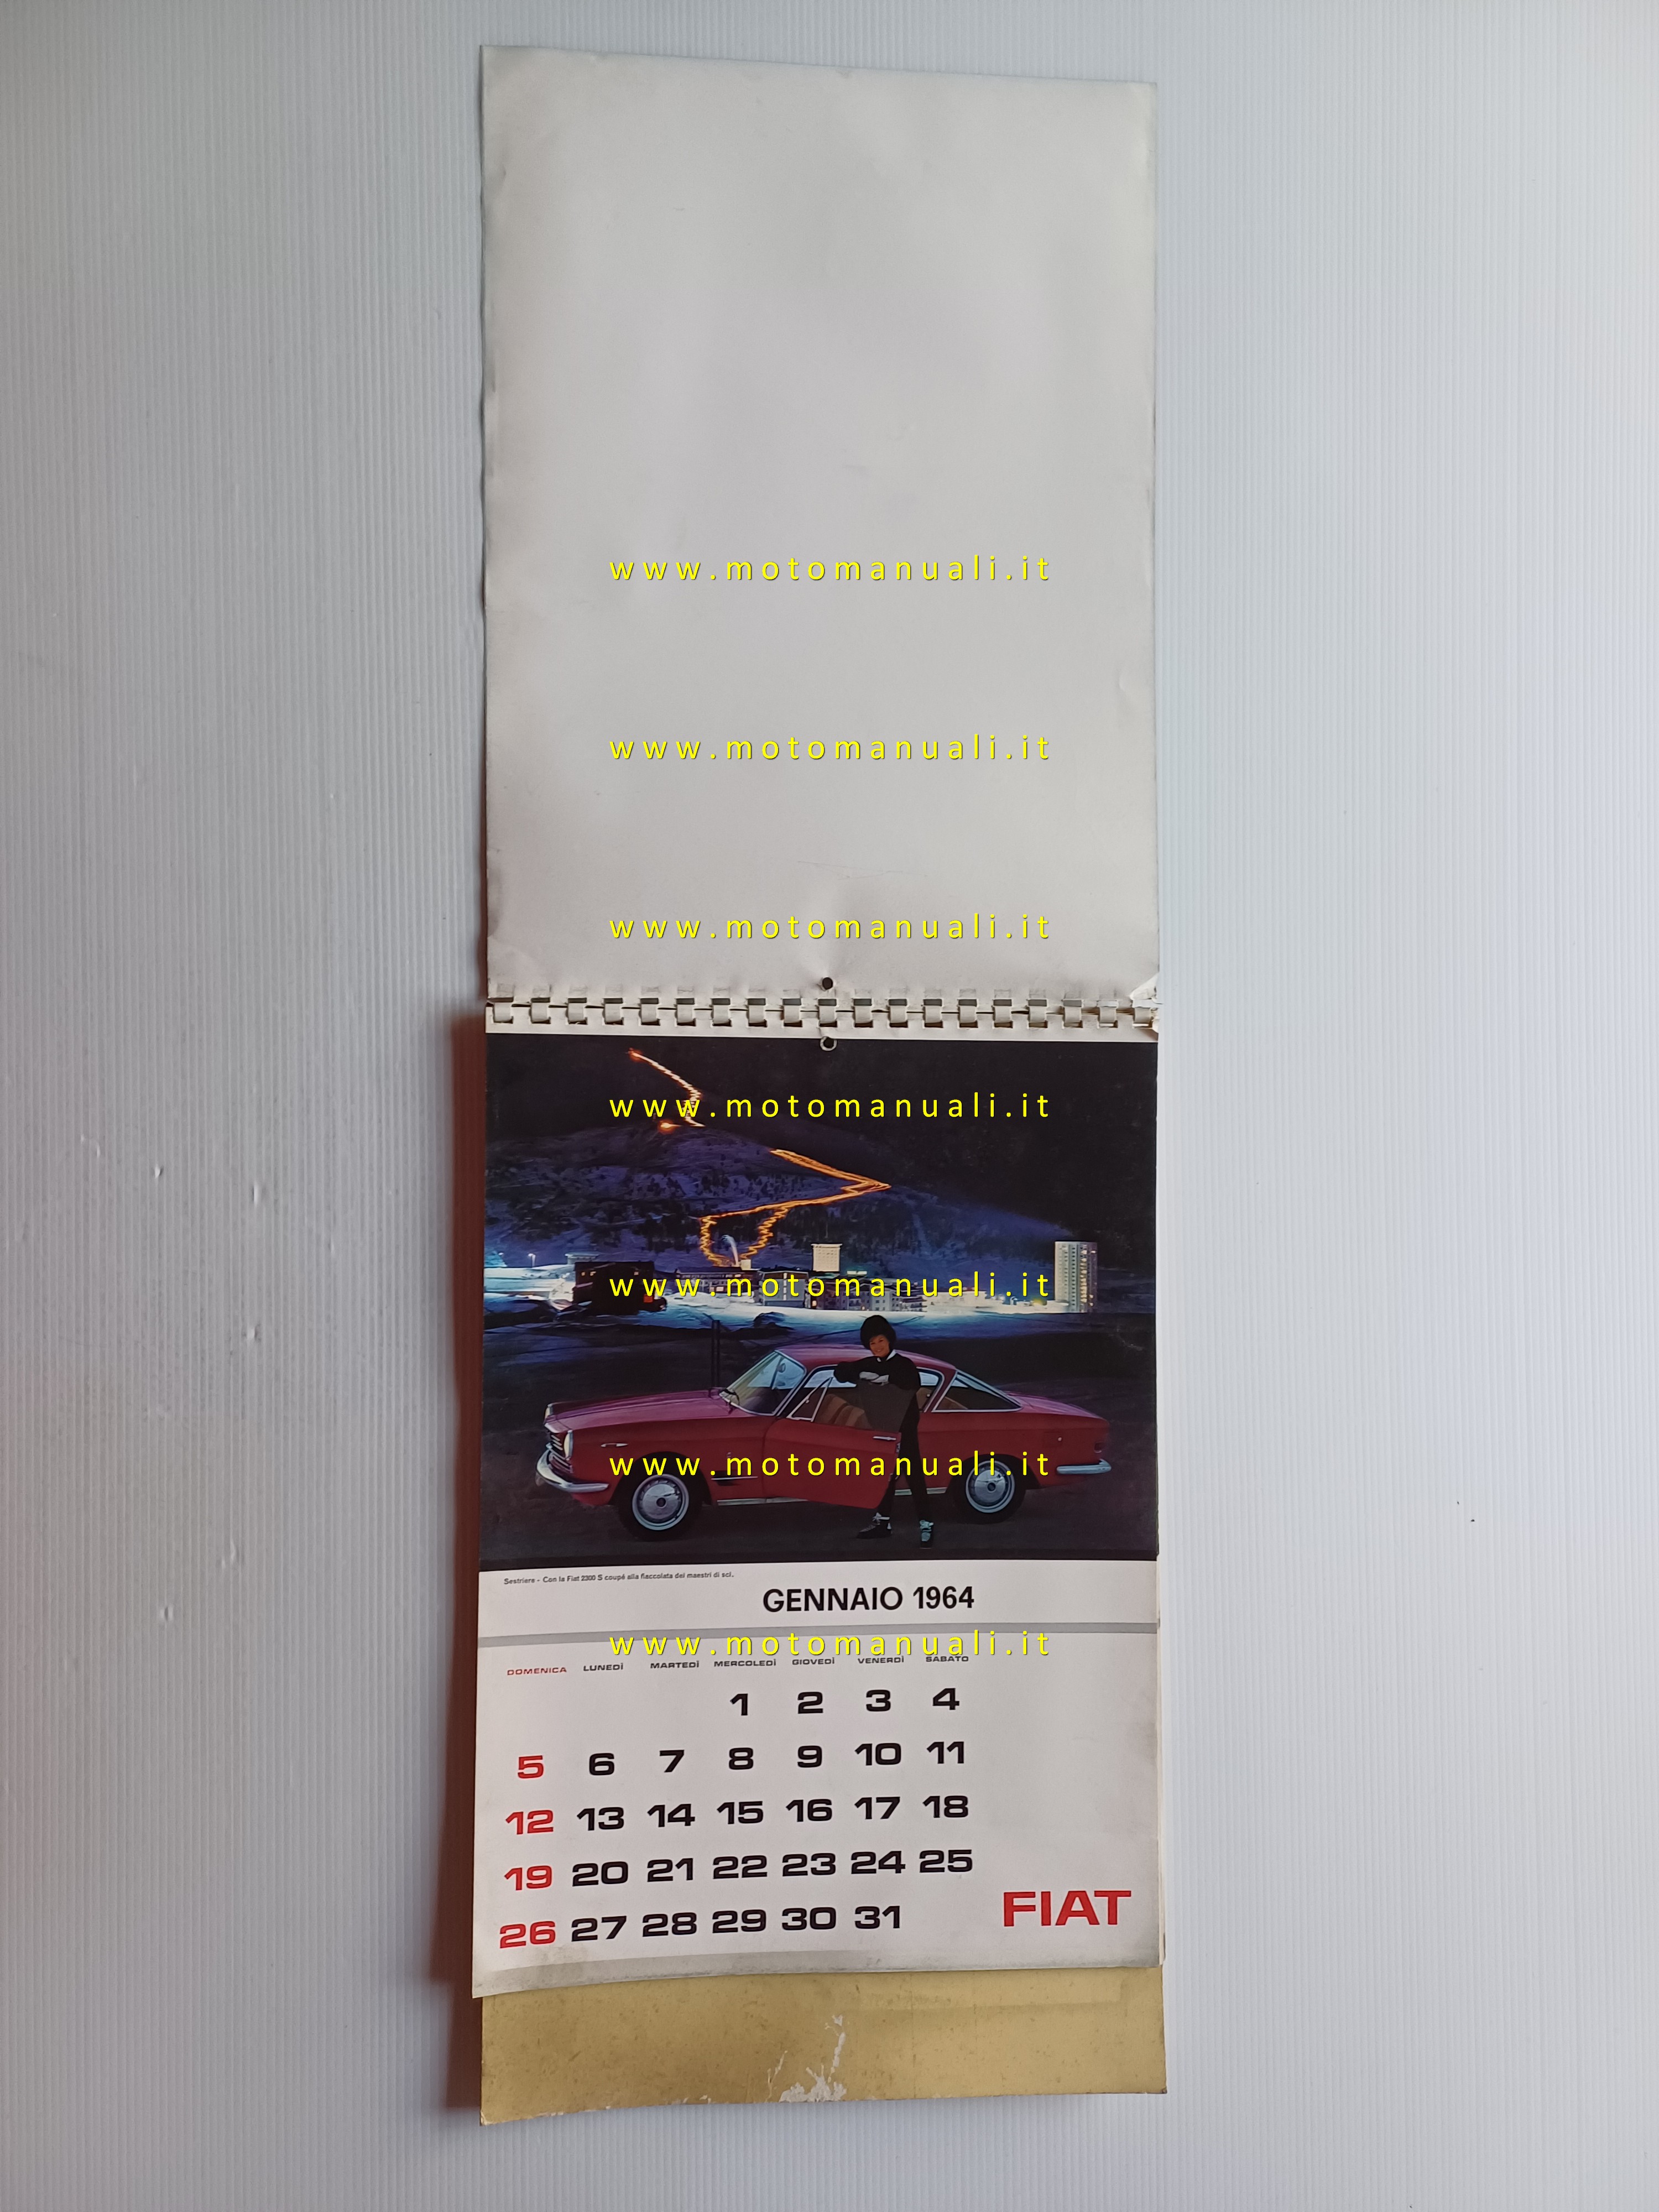 www.motomanuali.it
www.motomanuali.it
www.motomanuali.it
www.motomanuali.it
www.motomanuali.it
www.motomanuali.it
Sestriere - Con la Fiat 2300 S coupé alla fiaccolata dei maestri di sci.
GENNAIO 1964
www.motomanuali.it
DOMENICA LUNEDÌ MARTEDÌ MERCOLEDÌ GIOVEDÌ VENERDÌ SABATO
1 2 3 4
5 6 7 8 9 10 11
12 13 14 15 16 17 18
19 20 21 22 23 24 25
26 27 28 29 30 31
FIAT